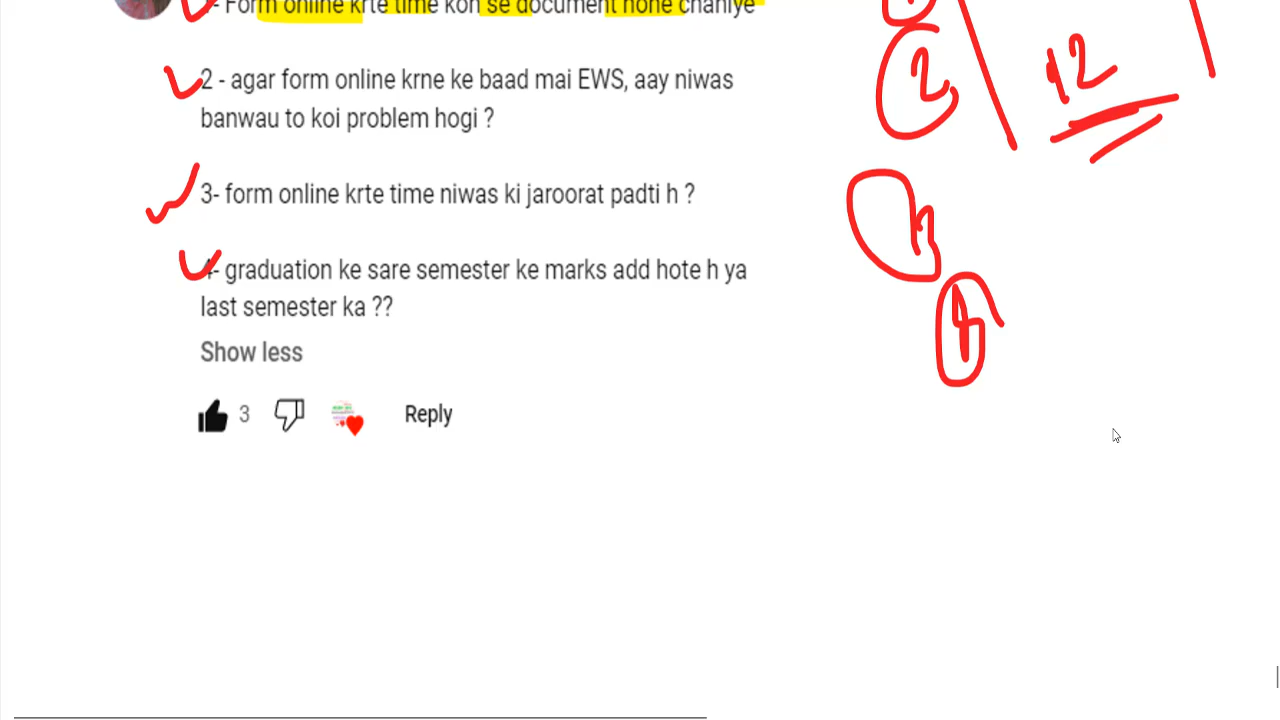 - Form online krte time kon se document hone chahiye
2 - agar form online krne ke baad mai EWS, aay niwas
banwau to koi problem hogi ?
3- form online krte time niwas ki jaroorat padti h ?
4- graduation ke sare semester ke marks add hote h ya
last semester ka ??
Show less
3
Reply
2
12
3
4